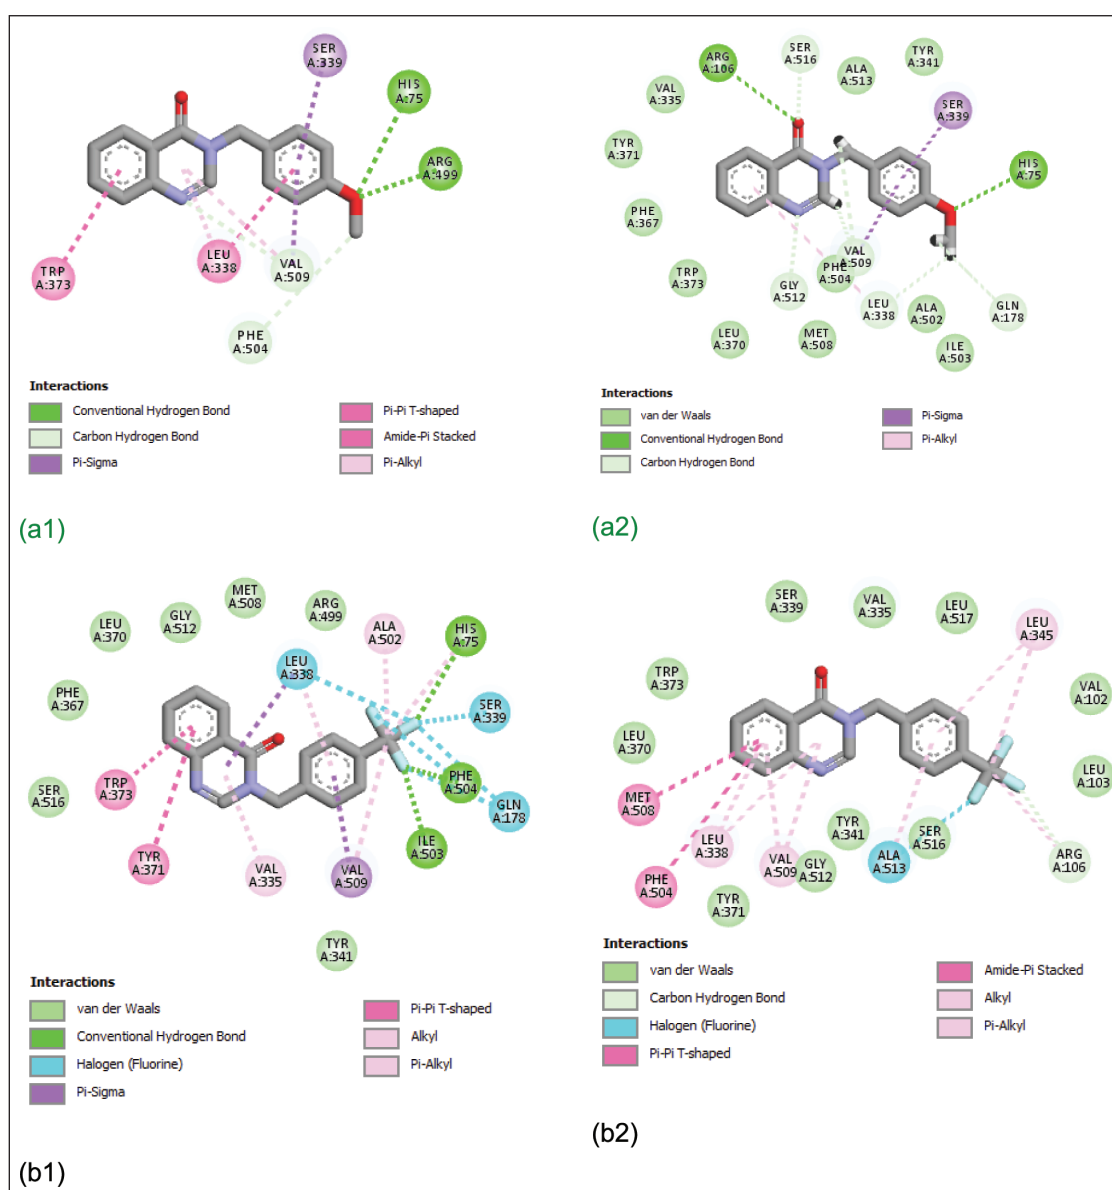 SER
A:339
HIS
A:75
ARG
A:499
LEU
A:338
VAL
A:509
TRP
A:373
PHE
A:504
Interactions
Conventional Hydrogen Bond
Carbon Hydrogen Bond
Pi-Sigma
Pi-Pi T-shaped
Amide-Pi Stacked
Pi-Alkyl
(a1)
ARG
A:106
SER
A:516
ALA
A:513
TYR
A:341
VAL
A:335
SER
A:339
TYR
A:371
HIS
A:75
PHE
A:367
VAL
A:509
TRP
A:373
PHE
A:504
GLY
A:512
LEU
A:338
ALA
A:502
GLN
A:178
LEU
A:370
MET
A:508
ILE
A:503
Interactions
van der Waals
Conventional Hydrogen Bond
Carbon Hydrogen Bond
Pi-Sigma
Pi-Alkyl
(a2)
MET
A:508
ARG
A:499
GLY
A:512
LEU
A:370
ALA
A:502
HIS
A:75
LEU
A:338
PHE
A:367
SER
A:339
TRP
A:373
SER
A:516
PHE
A:504
GLN
A:178
ILE
A:503
TYR
A:371
VAL
A:335
VAL
A:509
TYR
A:341
Interactions
van der Waals
Conventional Hydrogen Bond
Halogen (Fluorine)
Pi-Sigma
Pi-Pi T-shaped
Alkyl
Pi-Alkyl
(b1)
SER
A:339
VAL
A:335
LEU
A:517
LEU
A:345
TRP
A:373
VAL
A:102
LEU
A:370
LEU
A:103
MET
A:508
TYR
A:341
SER
A:516
LEU
A:338
VAL
A:509
GLY
A:512
ALA
A:513
ARG
A:106
PHE
A:504
TYR
A:371
Interactions
van der Waals
Carbon Hydrogen Bond
Halogen (Fluorine)
Pi-Pi T-shaped
Amide-Pi Stacked
Alkyl
Pi-Alkyl
(b2)